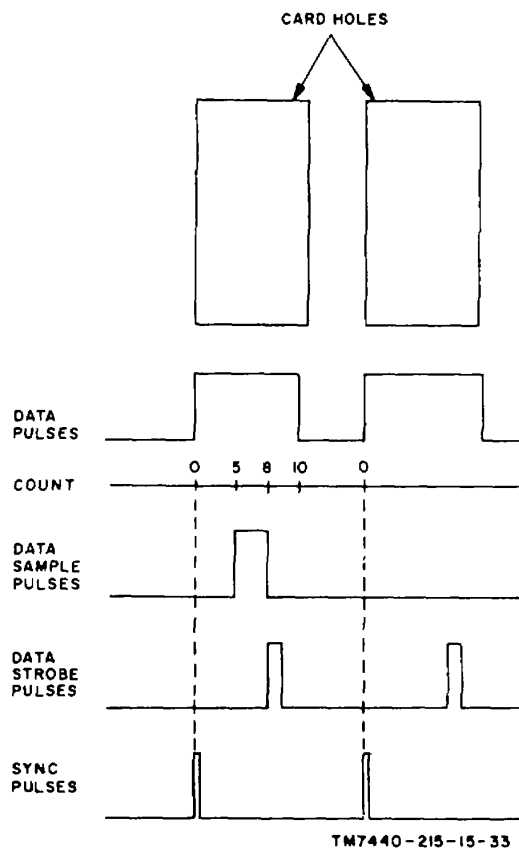 CARD HOLES
DATA
PULSES
0 5 8 10 0
COUNT
DATA
SAMPLE
PULSES
DATA
STROBE
PULSES
SYNC
PULSES
TM7440-215-15-33